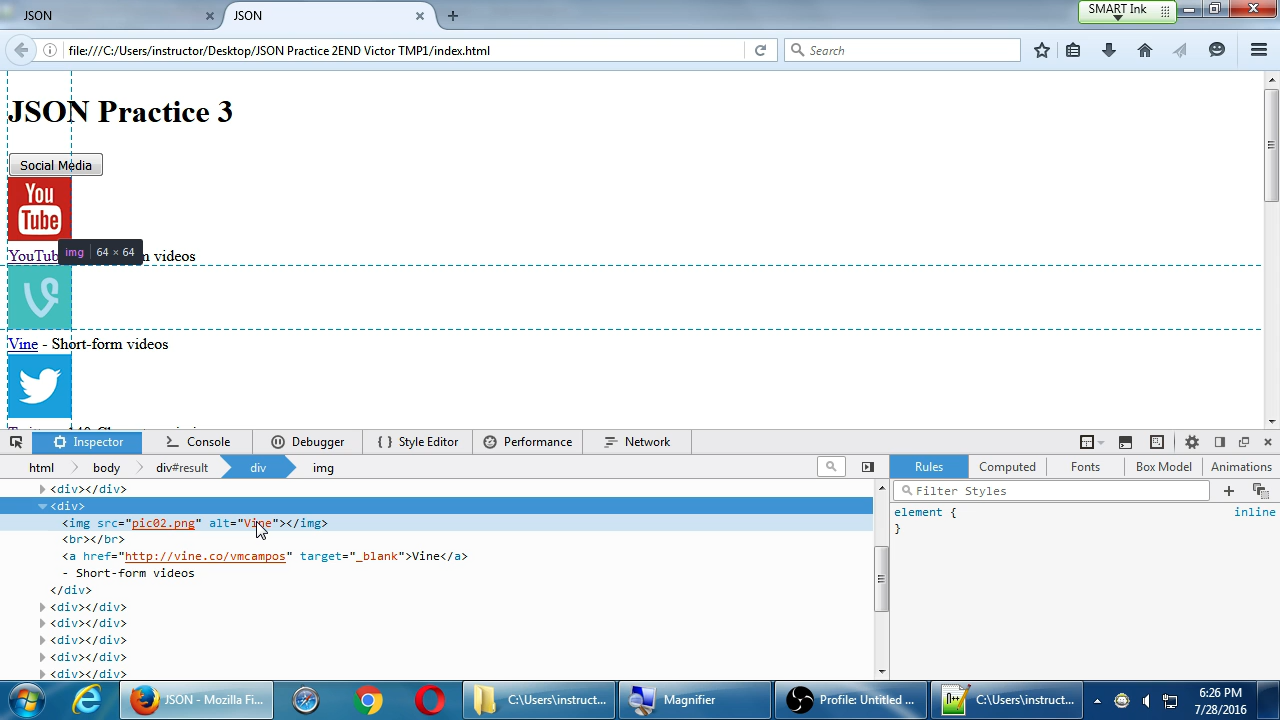 JSON
JSON
SMART Ink
file:///C:/Users/instructor/Desktop/JSON Practice 2END Victor TMP1/index.html
Search
JSON Practice 3
Social Media
You
Tube
img 64 × 64
YouTub m videos
Vine - Short-form videos
Inspector
Console
Debugger
{ } Style Editor
Performance
Network
html
body
div#result
div
img
Rules
Computed
Fonts
Box Model
Animations
<div></div>
<div>
<img src="pic02.png" alt="Vine"></img>
<br></br>
<a href="http://vine.co/vmcampos" target="_blank">Vine</a>
- Short-form videos
</div>
<div></div>
<div></div>
<div></div>
<div></div>
<div></div>
Filter Styles
element {
inline
}
JSON - Mozilla Fi...
C:\Users\instruct...
Magnifier
Profile: Untitled ...
C:\Users\instruct...
6:26 PM
7/28/2016